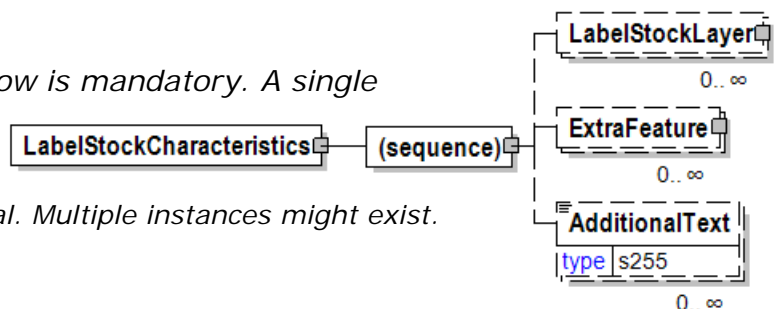 LabelStockLayer
0.. ∞
ow is mandatory. A single
ExtraFeature
LabelStockCharacteristics
(sequence)
0.. ∞
al. Multiple instances might exist.
AdditionalText
type s255
0.. ∞